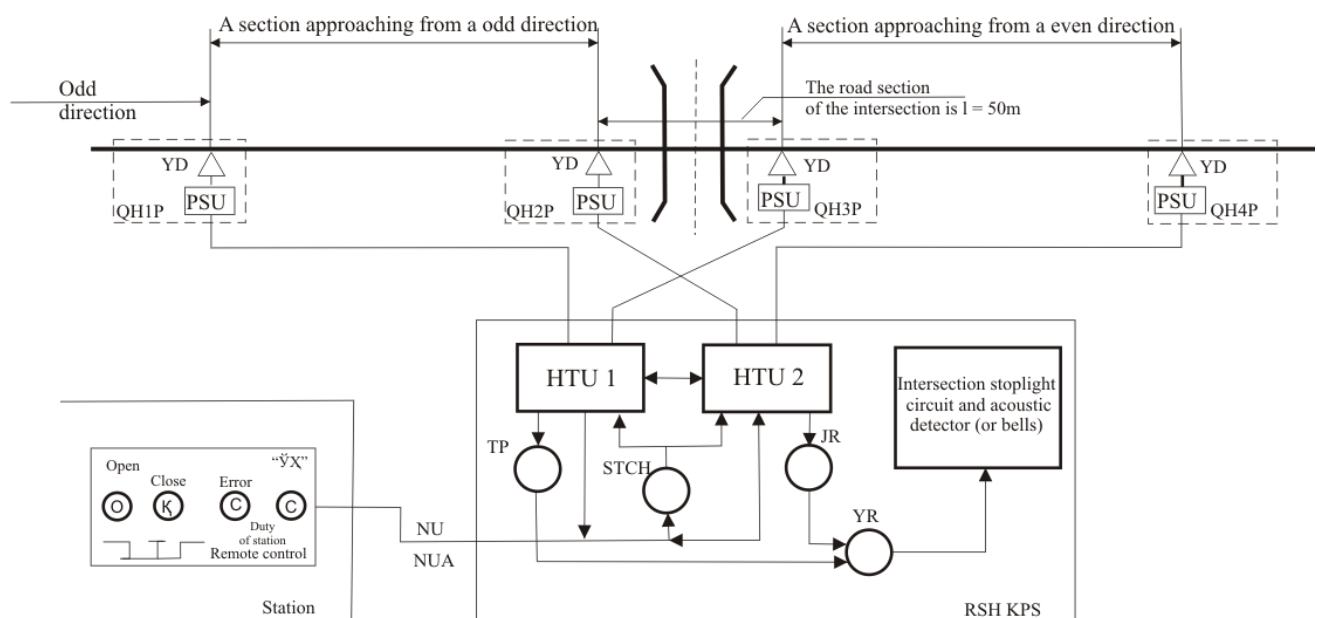 A section approaching from a odd direction
A section approaching from a even direction
Odd
direction
The road section
of the intersection is l = 50m
YD
PSU
QH1P
YD
PSU
QH2P
YD
PSU
QH3P
YD
PSU
QH4P
HTU 1
HTU 2
Intersection stoplight
circuit and acoustic
detector (or bells)
TP
STCH
JR
YR
Open
Close
Error
“ЎҚ”
О
Қ
С
С
Duty
of station
Remote control
NU
NUA
Station
RSH KPS